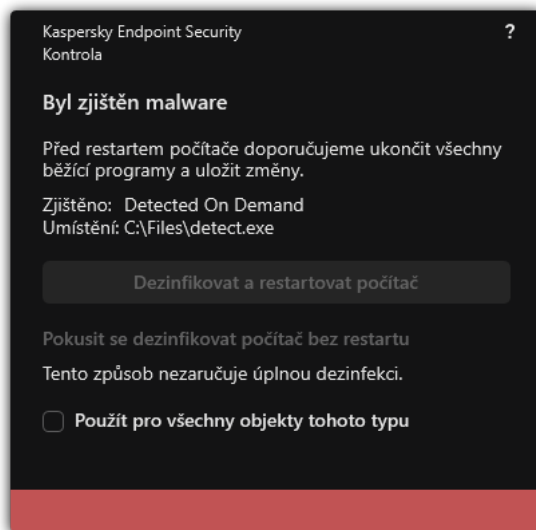 Kaspersky Endpoint Security
?
Kontrola
Byl zjištěn malware
Před restartem počítače doporučujeme ukončit všechny
běžící programy a uložit změny.
Zjištěno: Detected On Demand
Umístění: C:\Files\detect.exe
Dezinfikovat a restartovat počítač
Pokusit se dezinfikovat počítač bez restartu
Tento způsob nezaručuje úplnou dezinfekci.
Použít pro všechny objekty tohoto typu